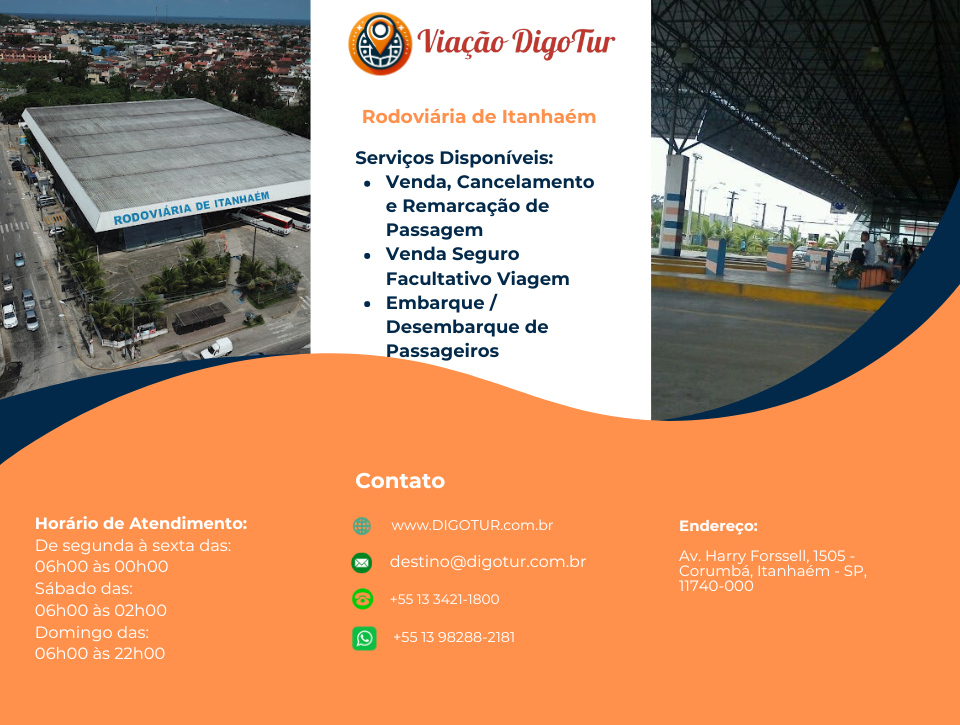 Viação DigoTur
Rodoviária de Itanhaém
Serviços Disponíveis:
• Venda, Cancelamento
e Remarcação de
Passagem
• Venda Seguro
Facultativo Viagem
• Embarque /
Desembarque de
Passageiros
RODOVIÁRIA DE ITANHAÉM
Horário de Atendimento:
De segunda à sexta das:
06h00 às 00h00
Sábado das:
06h00 às 02h00
Domingo das:
06h00 às 22h00
Contato
www.DIGOTUR.com.br
destino@digotur.com.br
+55 13 3421-1800
+55 13 98288-2181
Endereço:
Av. Harry Forssell, 1505 -
Corumbá, Itanhaém - SP,
11740-000